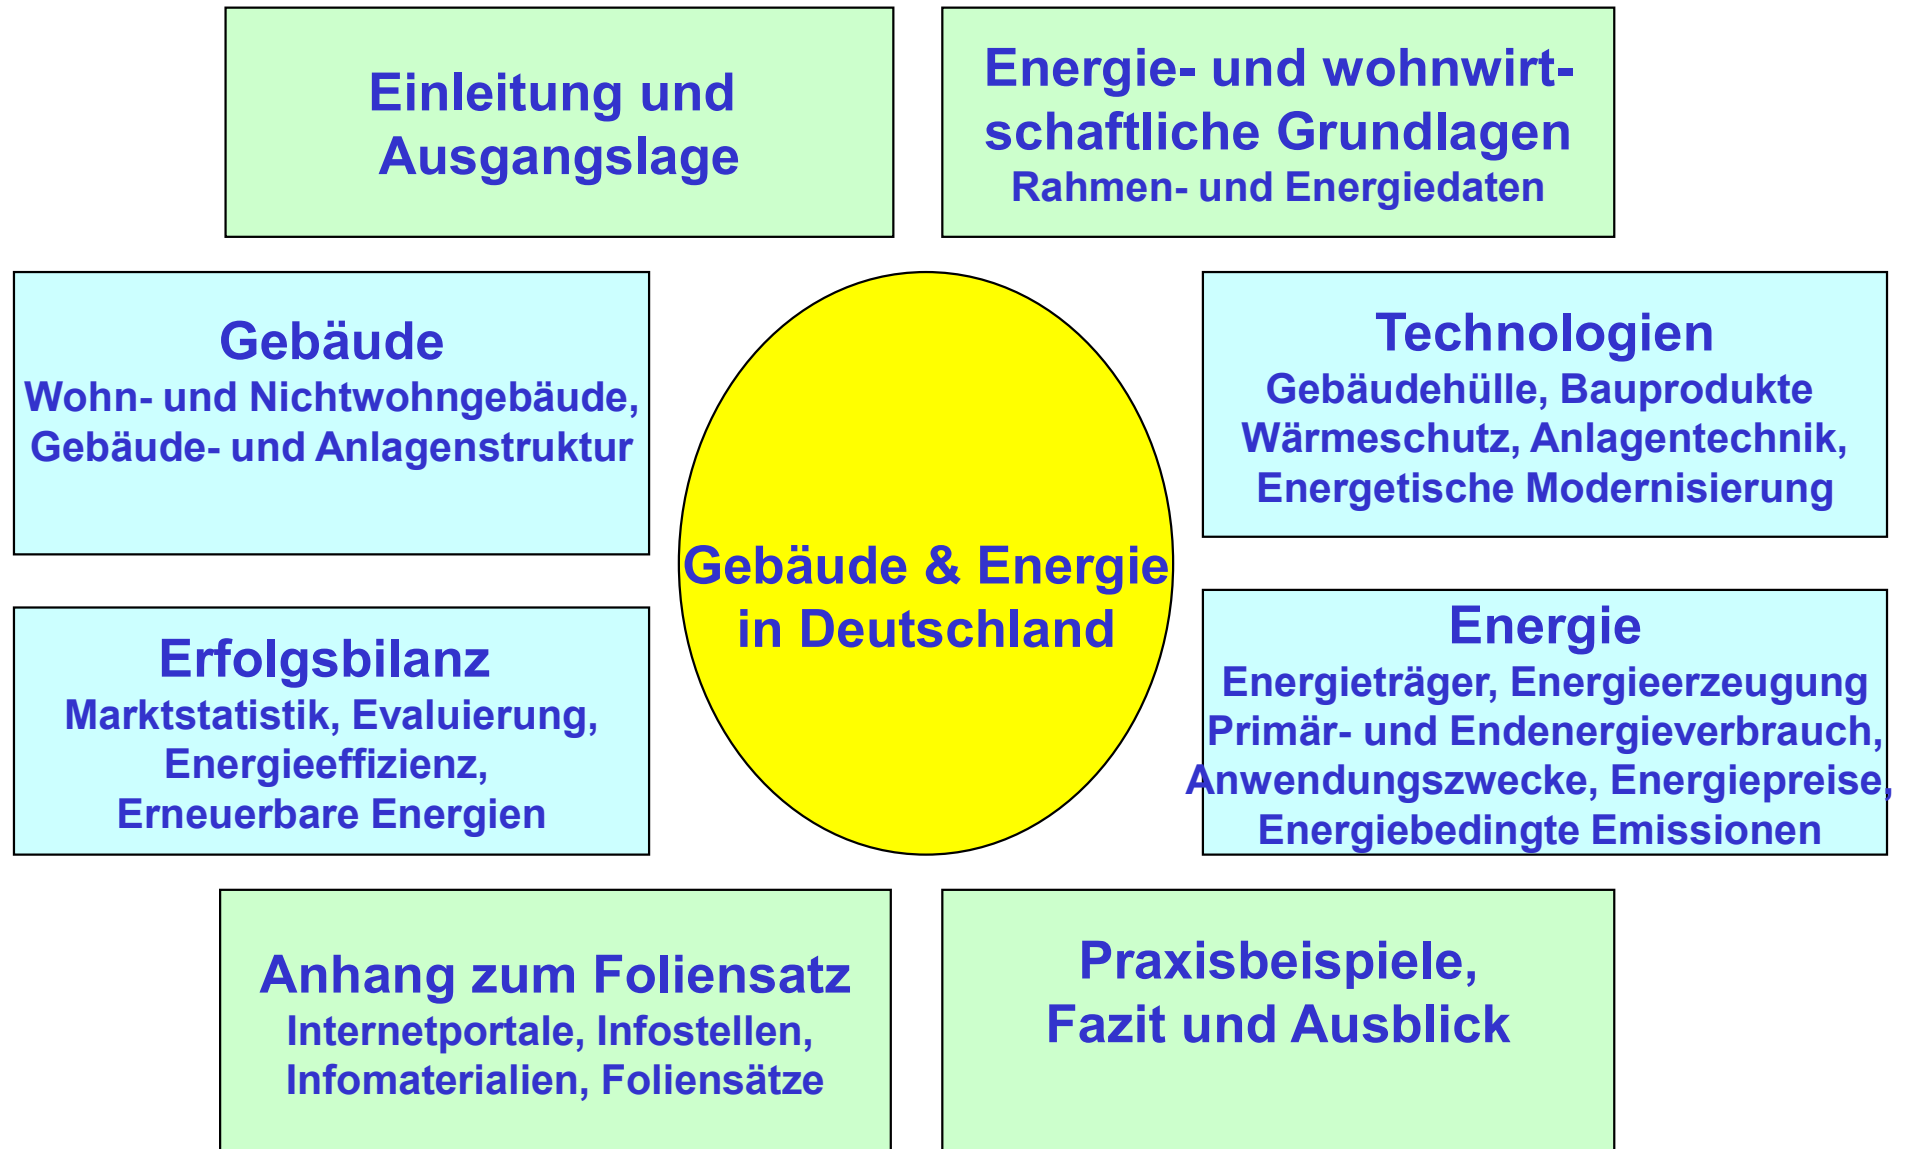 Einleitung und
Ausgangslage
Energie- und wohnwirt-
schaftliche Grundlagen
Rahmen- und Energiedaten
Gebäude
Wohn- und Nichtwohngebäude,
Gebäude- und Anlagenstruktur
Technologien
Gebäudehülle, Bauprodukte
Wärmeschutz, Anlagentechnik,
Energetische Modernisierung
Gebäude & Energie
in Deutschland
Erfolgsbilanz
Marktstatistik, Evaluierung,
Energieeffizienz,
Erneuerbare Energien
Energie
Energieträger, Energieerzeugung
Primär- und Endenergieverbrauch,
Anwendungszwecke, Energiepreise,
Energiebedingte Emissionen
Anhang zum Foliensatz
Internetportale, Infostellen,
Infomaterialien, Foliensätze
Praxisbeispiele,
Fazit und Ausblick